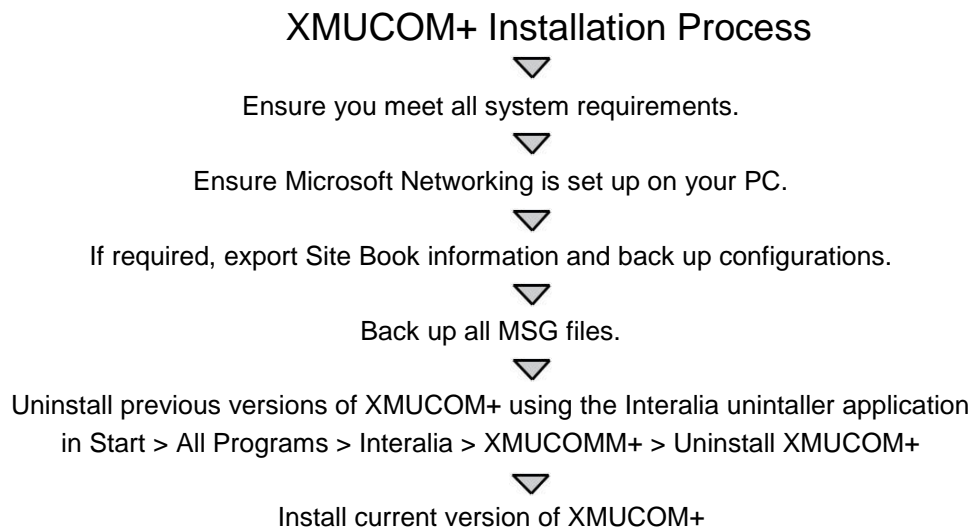 XMUCOM+ Installation Process
Ensure you meet all system requirements.
Ensure Microsoft Networking is set up on your PC.
If required, export Site Book information and back up configurations.
Back up all MSG files.
Uninstall previous versions of XMUCOM+ using the Interalia unintaller application
in Start > All Programs > Interalia > XMUCOMM+ > Uninstall XMUCOM+
Install current version of XMUCOM+